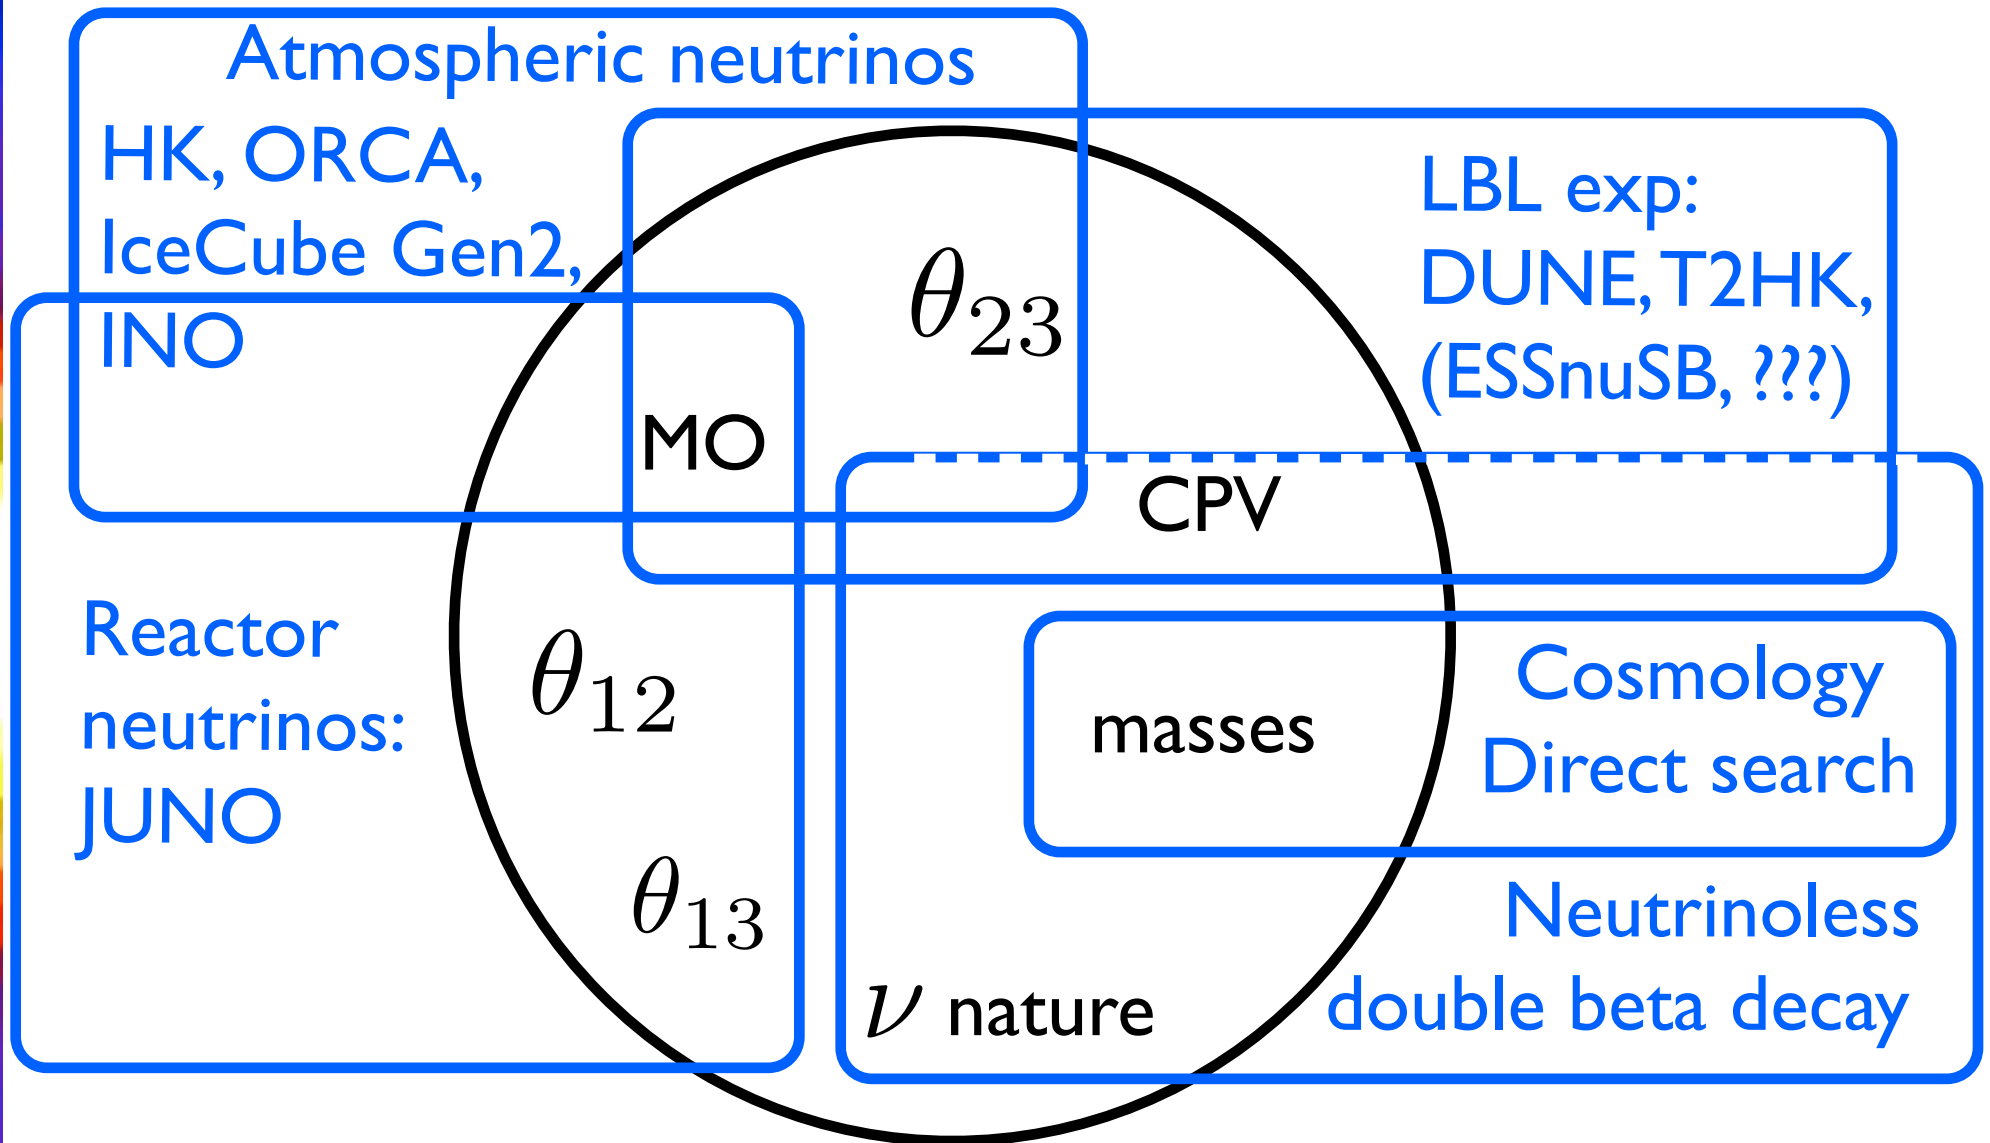 Atmospheric neutrinos
HK, ORCA,
IceCube Gen2,
INO
LBL exp:
DUNE, T2HK,
(ESSnuSB, ???)
θ23
MO
CPV
Reactor
neutrinos:
JUNO
θ12
θ13
masses
Cosmology
Direct search
Neutrinoless
double beta decay
ν nature